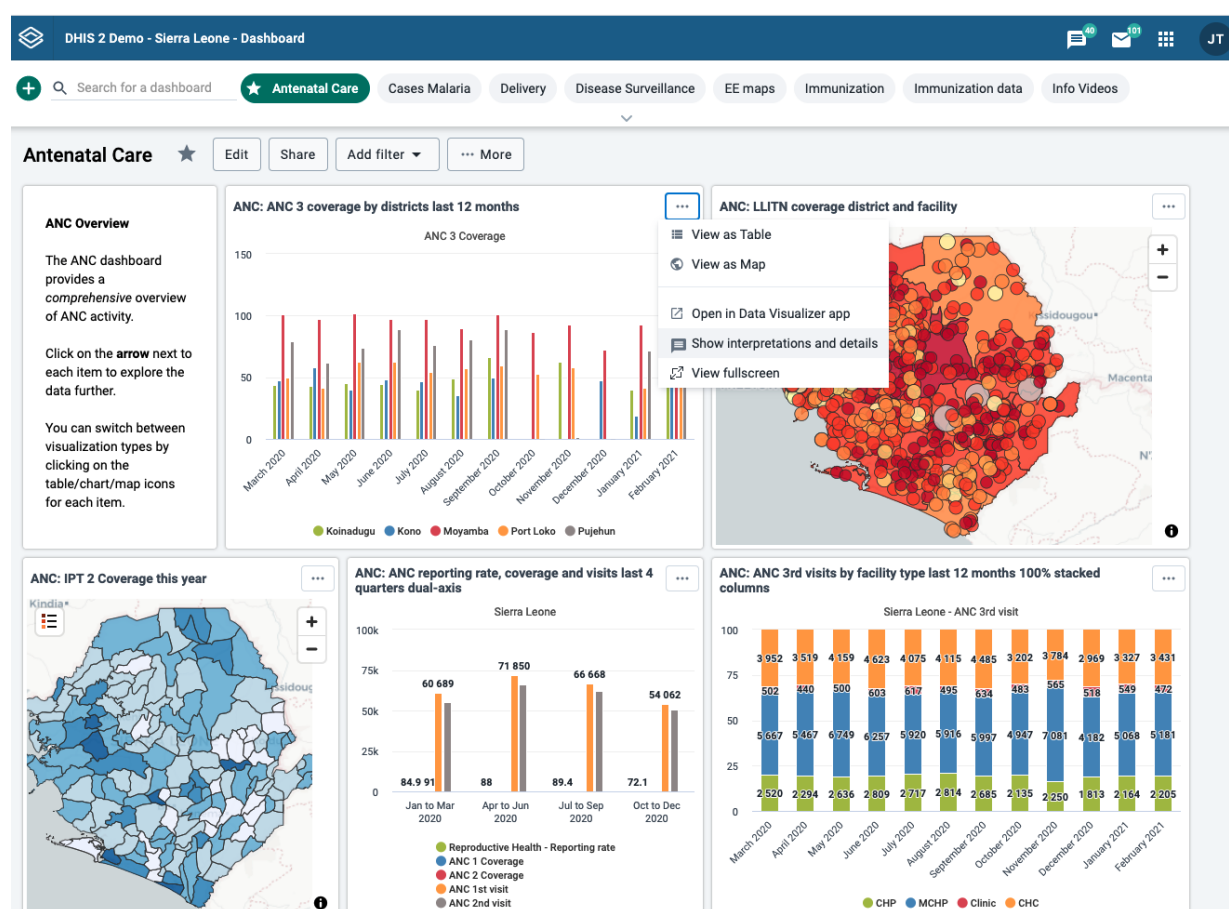 DHIS 2 Demo - Sierra Leone - Dashboard
40
101
JT
Search for a dashboard
Antenatal Care
Cases Malaria
Delivery
Disease Surveillance
EE maps
Immunization
Immunization data
Info Videos
Antenatal Care
Edit
Share
Add filter
More
ANC Overview
The ANC dashboard
provides a
comprehensive overview
of ANC activity.
Click on the arrow next to
each item to explore the
data further.
You can switch between
visualization types by
clicking on the
table/chart/map icons
for each item.
ANC: ANC 3 coverage by districts last 12 months
ANC 3 Coverage
150
100
50
0
March 2020
April 2020
May 2020
June 2020
July 2020
August 2020
September 2020
October 2020
November 2020
December 2020
January 2021
February 2021
Koinadugu
Kono
Moyamba
Port Loko
Pujehun
View as Table
View as Map
Open in Data Visualizer app
Show interpretations and details
View fullscreen
ANC: LLITN coverage district and facility
+
−
Macenta
ANC: IPT 2 Coverage this year
Kindia
+
−
ANC: ANC reporting rate, coverage and visits last 4
quarters dual-axis
Sierra Leone
100k
75k
50k
25k
0
60 689
71 850
66 668
54 062
84.9 91
88
89.4
72.1
Jan to Mar
2020
Apr to Jun
2020
Jul to Sep
2020
Oct to Dec
2020
Reproductive Health - Reporting rate
ANC 1 Coverage
ANC 2 Coverage
ANC 1st visit
ANC 2nd visit
ANC: ANC 3rd visits by facility type last 12 months 100% stacked
columns
Sierra Leone - ANC 3rd visit
100
75
50
25
0
3 952 3 519 4 159 4 623 4 075 4 115 4 485 3 202 3 784 2 969 3 327 3 431
502 440 500 603 617 495 634 483 565 518 549 472
5 667 5 467 6 749 6 257 5 920 5 916 5 997 4 947 7 081 4 182 5 068 5 181
2 520 2 294 2 636 2 809 2 717 2 814 2 685 2 135 2 250 1 813 2 164 2 205
March 2020
April 2020
May 2020
June 2020
July 2020
August 2020
September 2020
October 2020
November 2020
December 2020
January 2021
February 2021
CHP
MCHP
Clinic
CHC